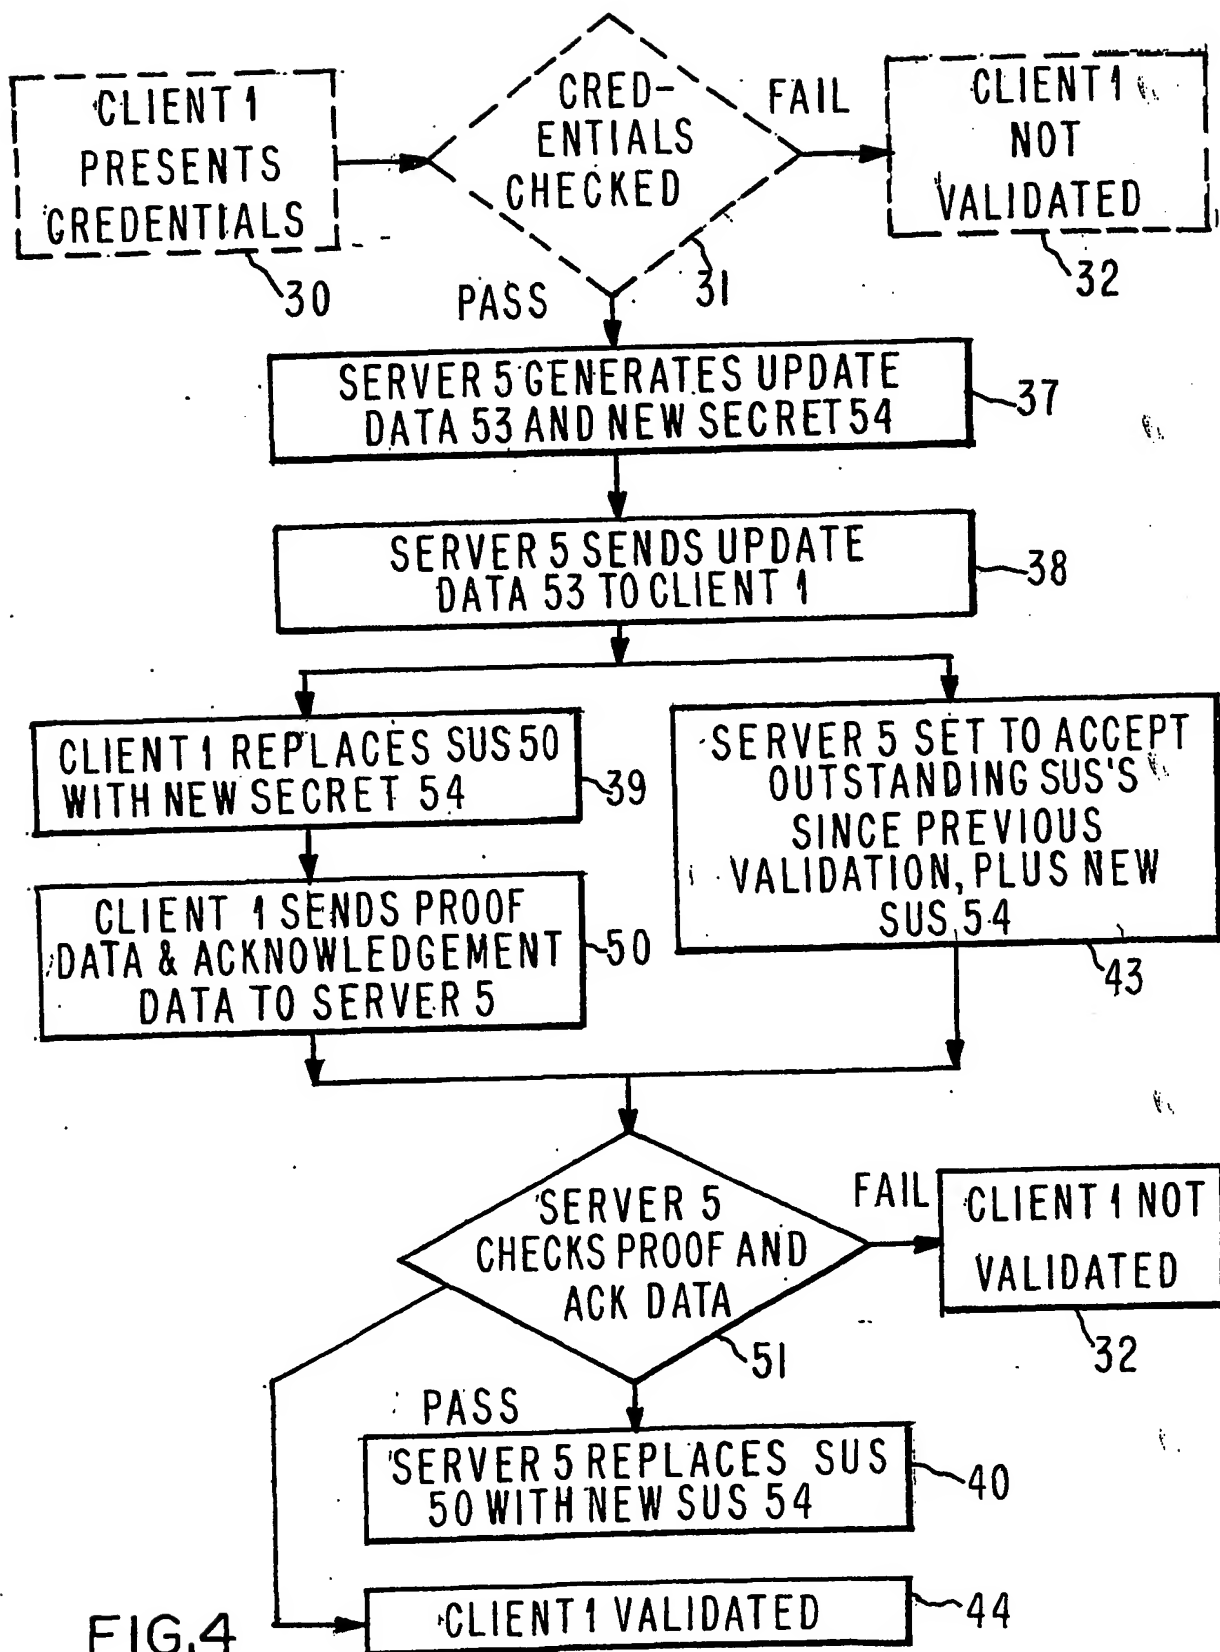 CLIENT 1
PRESENTS
CREDENTIALS
30
CRED-
ENTIALS
CHECKED
31
FAIL
CLIENT 1
NOT
VALIDATED
32
PASS
SERVER 5 GENERATES UPDATE
DATA 53 AND NEW SECRET 54
37
SERVER 5 SENDS UPDATE
DATA 53 TO CLIENT 1
38
CLIENT 1 REPLACES SUS 50
WITH NEW SECRET 54
39
SERVER 5 SET TO ACCEPT
OUTSTANDING SUS'S
SINCE PREVIOUS
VALIDATION, PLUS NEW
SUS 54
43
CLIENT 1 SENDS PROOF
DATA & ACKNOWLEDGEMENT
DATA TO SERVER 5
50
SERVER 5
CHECKS PROOF AND
ACK DATA
51
FAIL
CLIENT 1 NOT
VALIDATED
32
PASS
SERVER 5 REPLACES SUS
50 WITH NEW SUS 54
40
CLIENT 1 VALIDATED
44
FIG.4